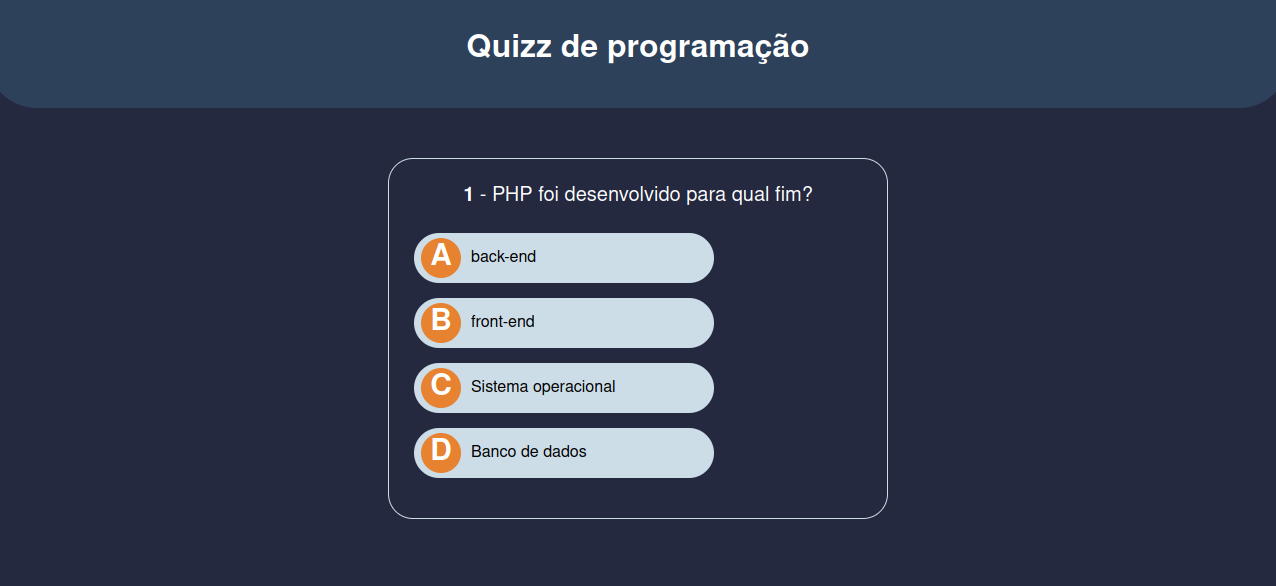 Quizz de programação
1 - PHP foi desenvolvido para qual fim?
A back-end
B front-end
C Sistema operacional
D Banco de dados